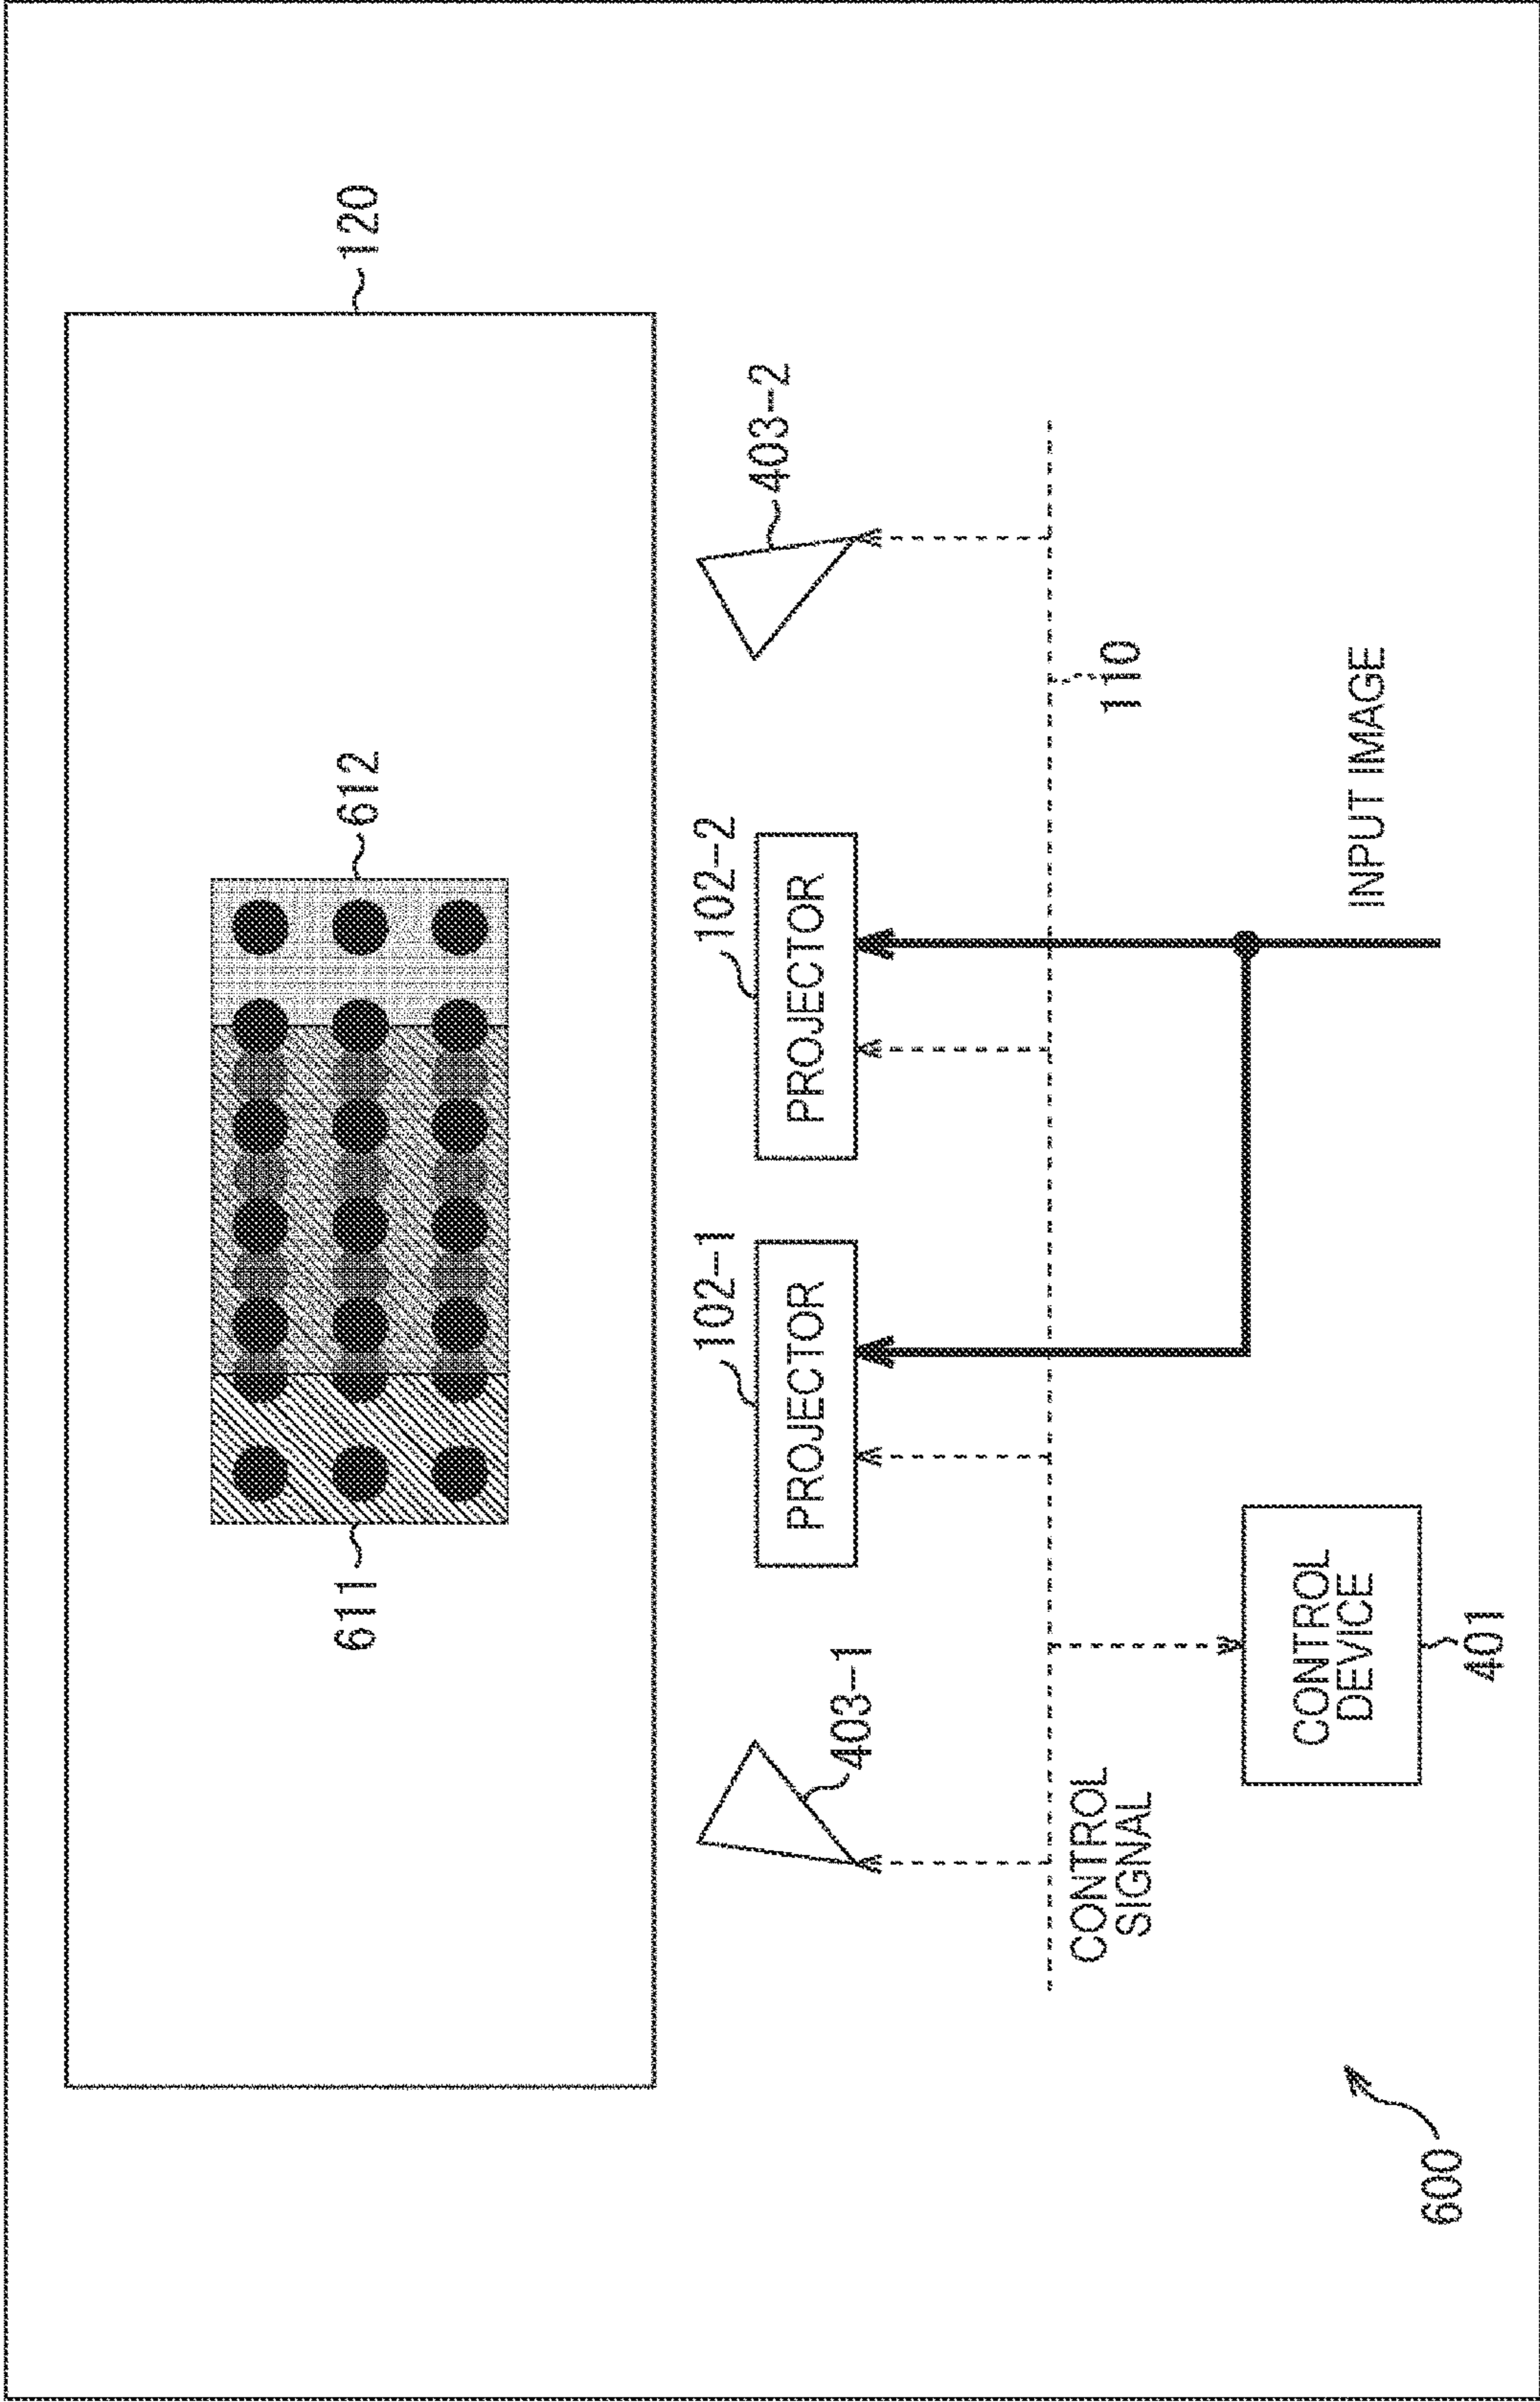 120
611
612
403-1
102-1
102-2
403-2
PROJECTOR
PROJECTOR
CONTROL
SIGNAL
110
CONTROL
DEVICE
401
INPUT IMAGE
600